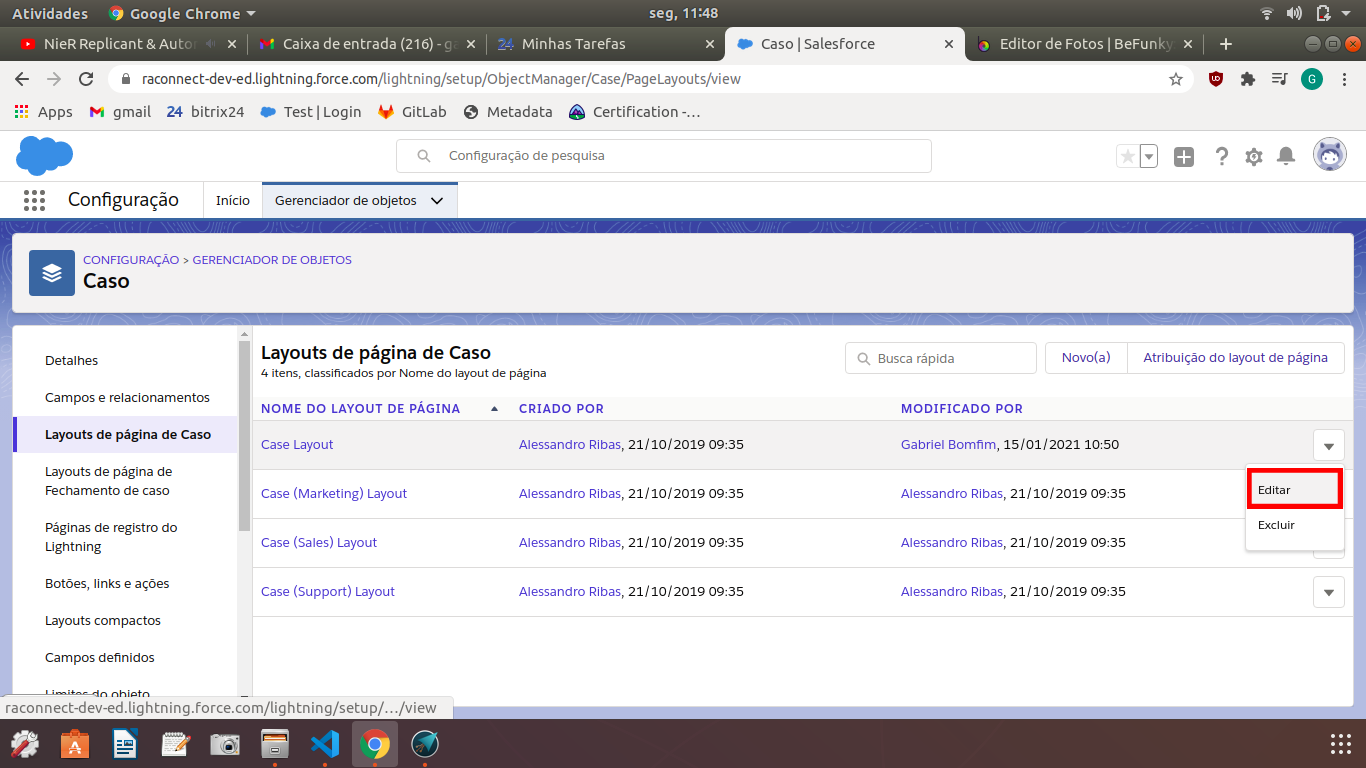 Atividades
Google Chrome
seg, 11:48
NieR Replicant & Auto
Caixa de entrada (216) - ga
24 Minhas Tarefas
Caso | Salesforce
Editor de Fotos | BeFunky
raconnect-dev-ed.lightning.force.com/lightning/setup/ObjectManager/Case/PageLayouts/view
G
Apps
gmail
24 bitrix24
Test | Login
GitLab
Metadata
Certification -...
Configuração de pesquisa
Configuração
Início
Gerenciador de objetos
CONFIGURAÇÃO > GERENCIADOR DE OBJETOS
Caso
Detalhes
Campos e relacionamentos
Layouts de página de Caso
Layouts de página de
Fechamento de caso
Páginas de registro do
Lightning
Botões, links e ações
Layouts compactos
Campos definidos
Limites do objeto
Layouts de página de Caso
4 itens, classificados por Nome do layout de página
Busca rápida
Novo(a)
Atribuição do layout de página
NOME DO LAYOUT DE PÁGINA
CRIADO POR
MODIFICADO POR
Case Layout
Alessandro Ribas, 21/10/2019 09:35
Gabriel Bomfim, 15/01/2021 10:50
Case (Marketing) Layout
Alessandro Ribas, 21/10/2019 09:35
Alessandro Ribas, 21/10/2019 09:35
Case (Sales) Layout
Alessandro Ribas, 21/10/2019 09:35
Alessandro Ribas, 21/10/2019 09:35
Case (Support) Layout
Alessandro Ribas, 21/10/2019 09:35
Alessandro Ribas, 21/10/2019 09:35
Editar
Excluir
raconnect-dev-ed.lightning.force.com/lightning/setup/.../view